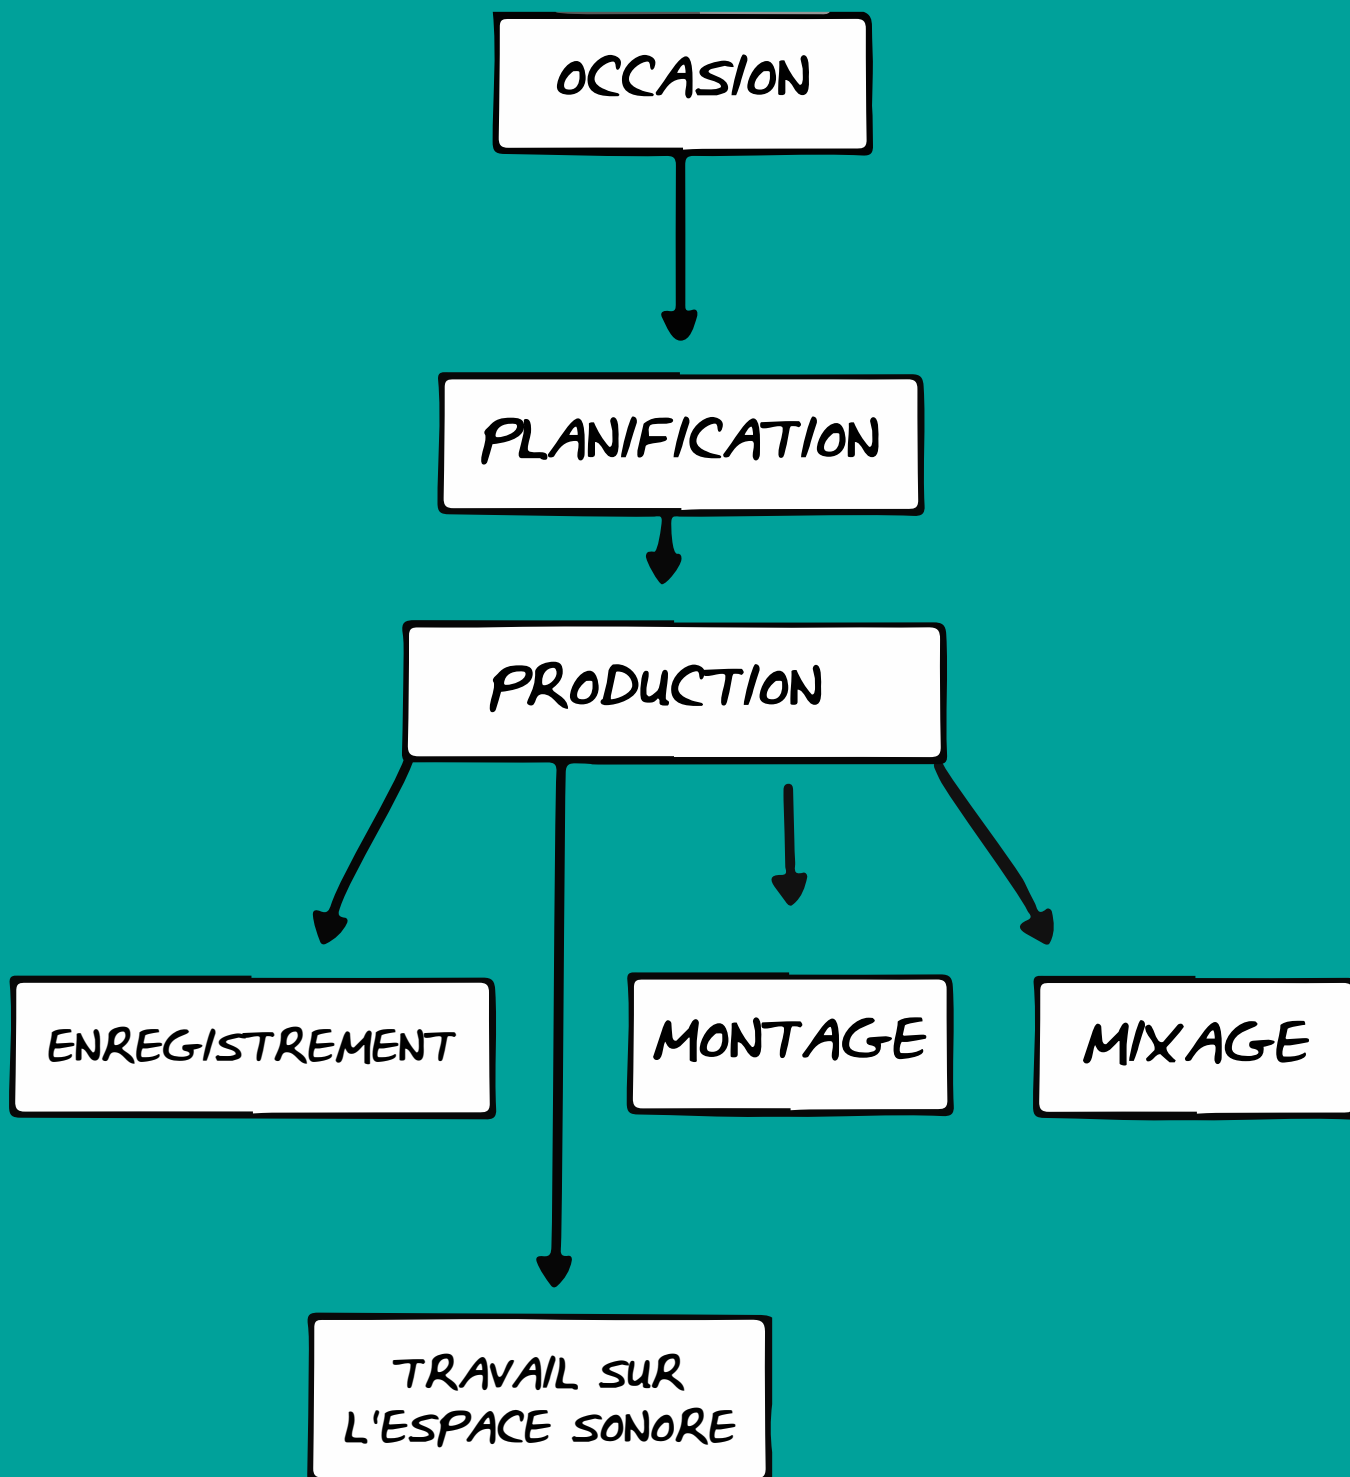 OCCASION
PLANIFICATION
PRODUCTION
ENREGISTREMENT
MONTAGE
MIXAGE
TRAVAIL SUR
L'ESPACE SONORE